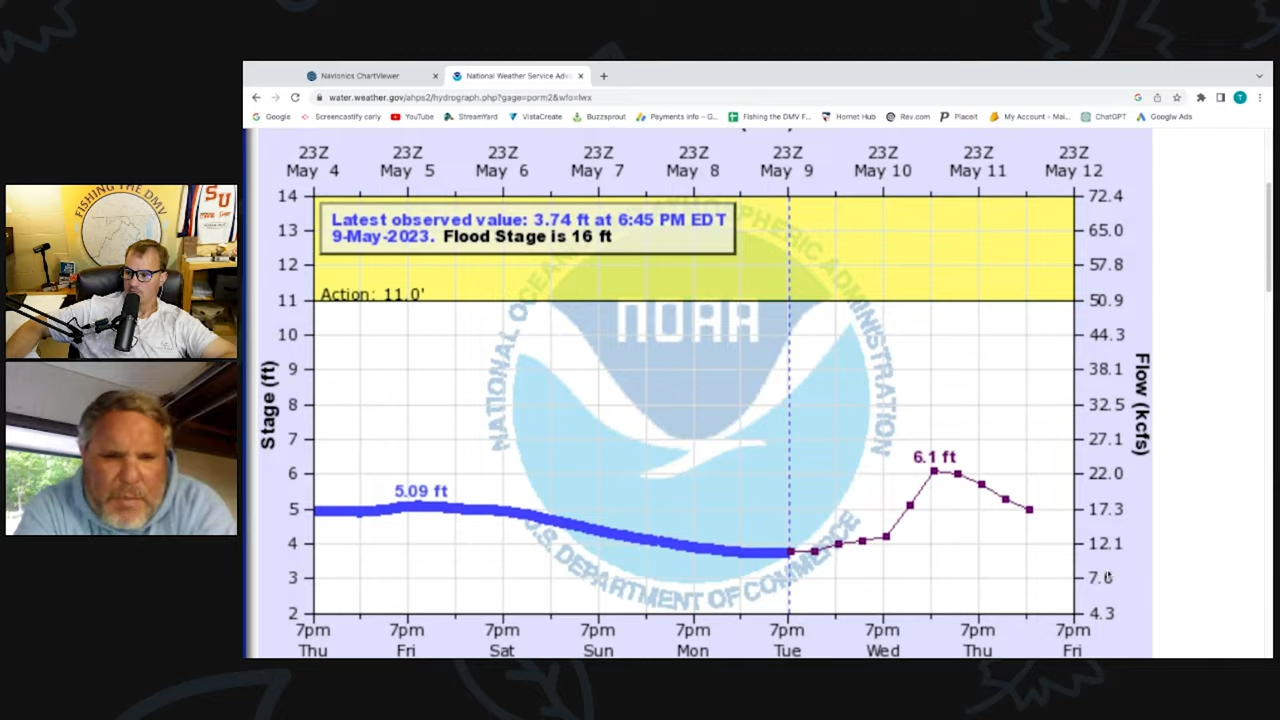 FISHING THE DMV
SU
Navionics ChartViewer
National Weather Service Adv
water.weather.gov/ahps2/hydrograph.php?gage=porm2&wfo=lwx
T
Google
Screencastify carly
YouTube
StreamYard
VistaCreate
Buzzsprout
Payments info – G...
Fishing the DMV F...
Hornet Hub
Rev.com
Placeit
My Account - Mai...
ChatGPT
Google Ads
23Z 23Z 23Z 23Z 23Z 23Z 23Z 23Z 23Z
May 4 May 5 May 6 May 7 May 8 May 9 May 10 May 11 May 12
Latest observed value: 3.74 ft at 6:45 PM EDT
9-May-2023. Flood Stage is 16 ft
Action: 11.0'
14
13
12
11
10
9
8
7
6
5
4
3
2
Stage (ft)
72.4
65.0
57.8
50.9
44.3
38.1
32.5
27.1
22.0
17.3
12.1
4.3
Flow (kcfs)
5.09 ft
6.1 ft
NATIONAL OCEANIC ATMOSPHERIC ADMINISTRATION
NOAA
U.S. DEPARTMENT OF COMMERCE
7pm 7pm 7pm 7pm 7pm 7pm 7pm 7pm 7pm
Thu Fri Sat Sun Mon Tue Wed Thu Fri